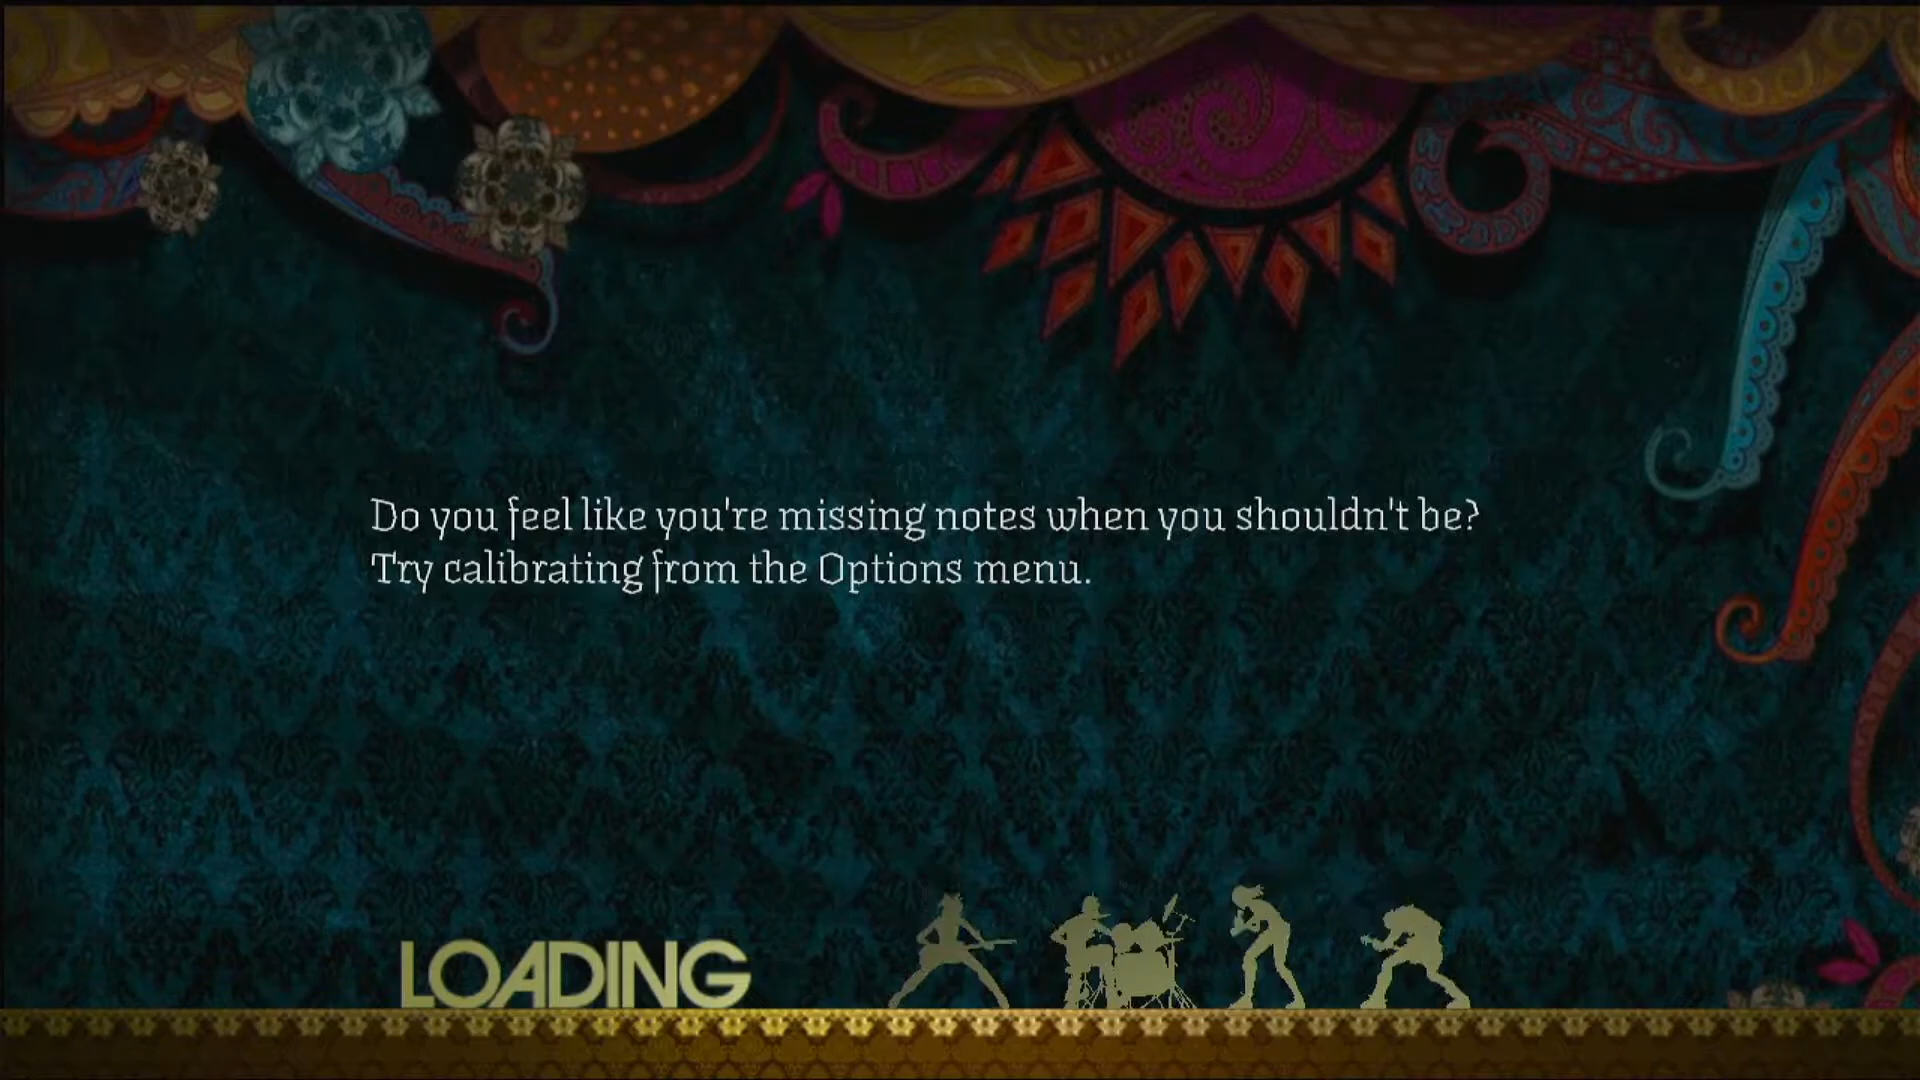 Do you feel like you're missing notes when you shouldn't be?
Try calibrating from the Options menu.
LOADING